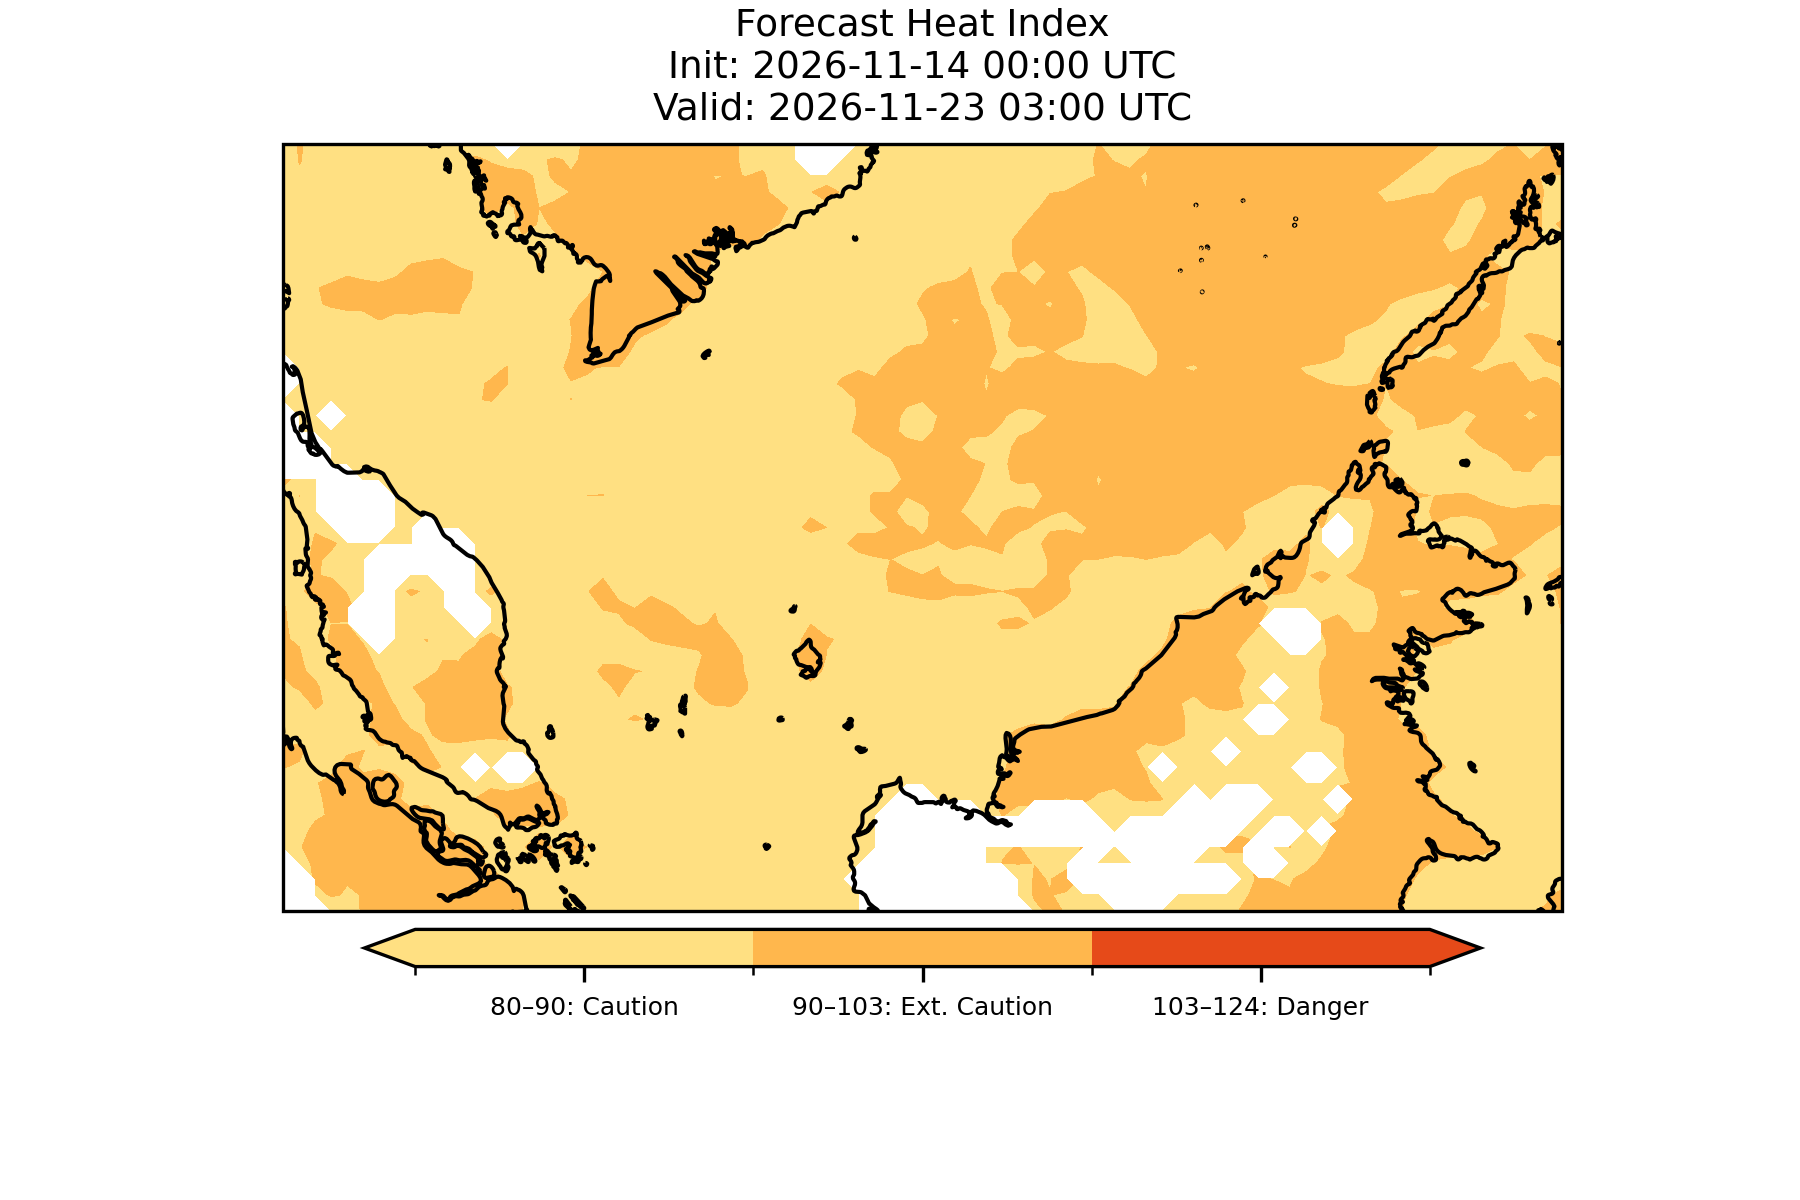 Forecast Heat Index
Init: 2026-11-14 00:00 UTC
Valid: 2026-11-23 03:00 UTC
80–90: Caution
90–103: Ext. Caution
103–124: Danger